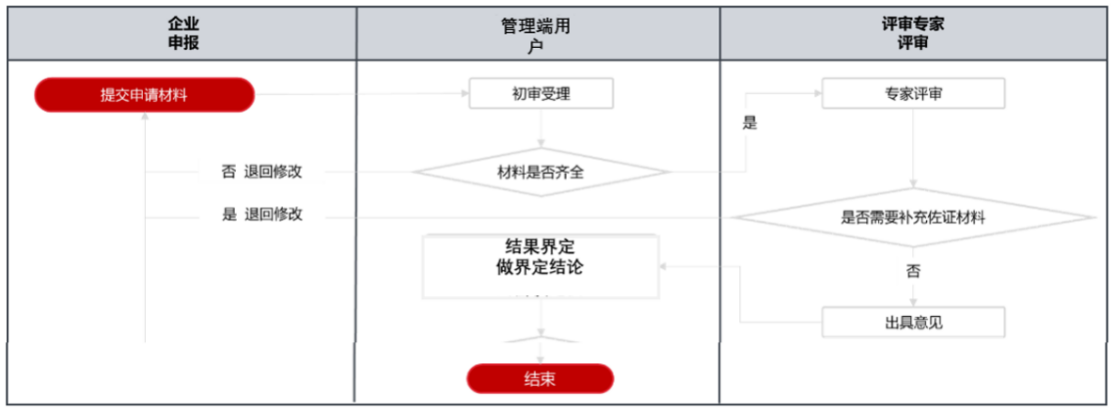 企业
申报
管理端用
户
评审专家
评审
提交申请材料
初审受理
专家评审
是
否 退回修改
材料是否齐全
是 退回修改
是否需要补充佐证材料
结果界定
做界定结论
否
出具意见
结束